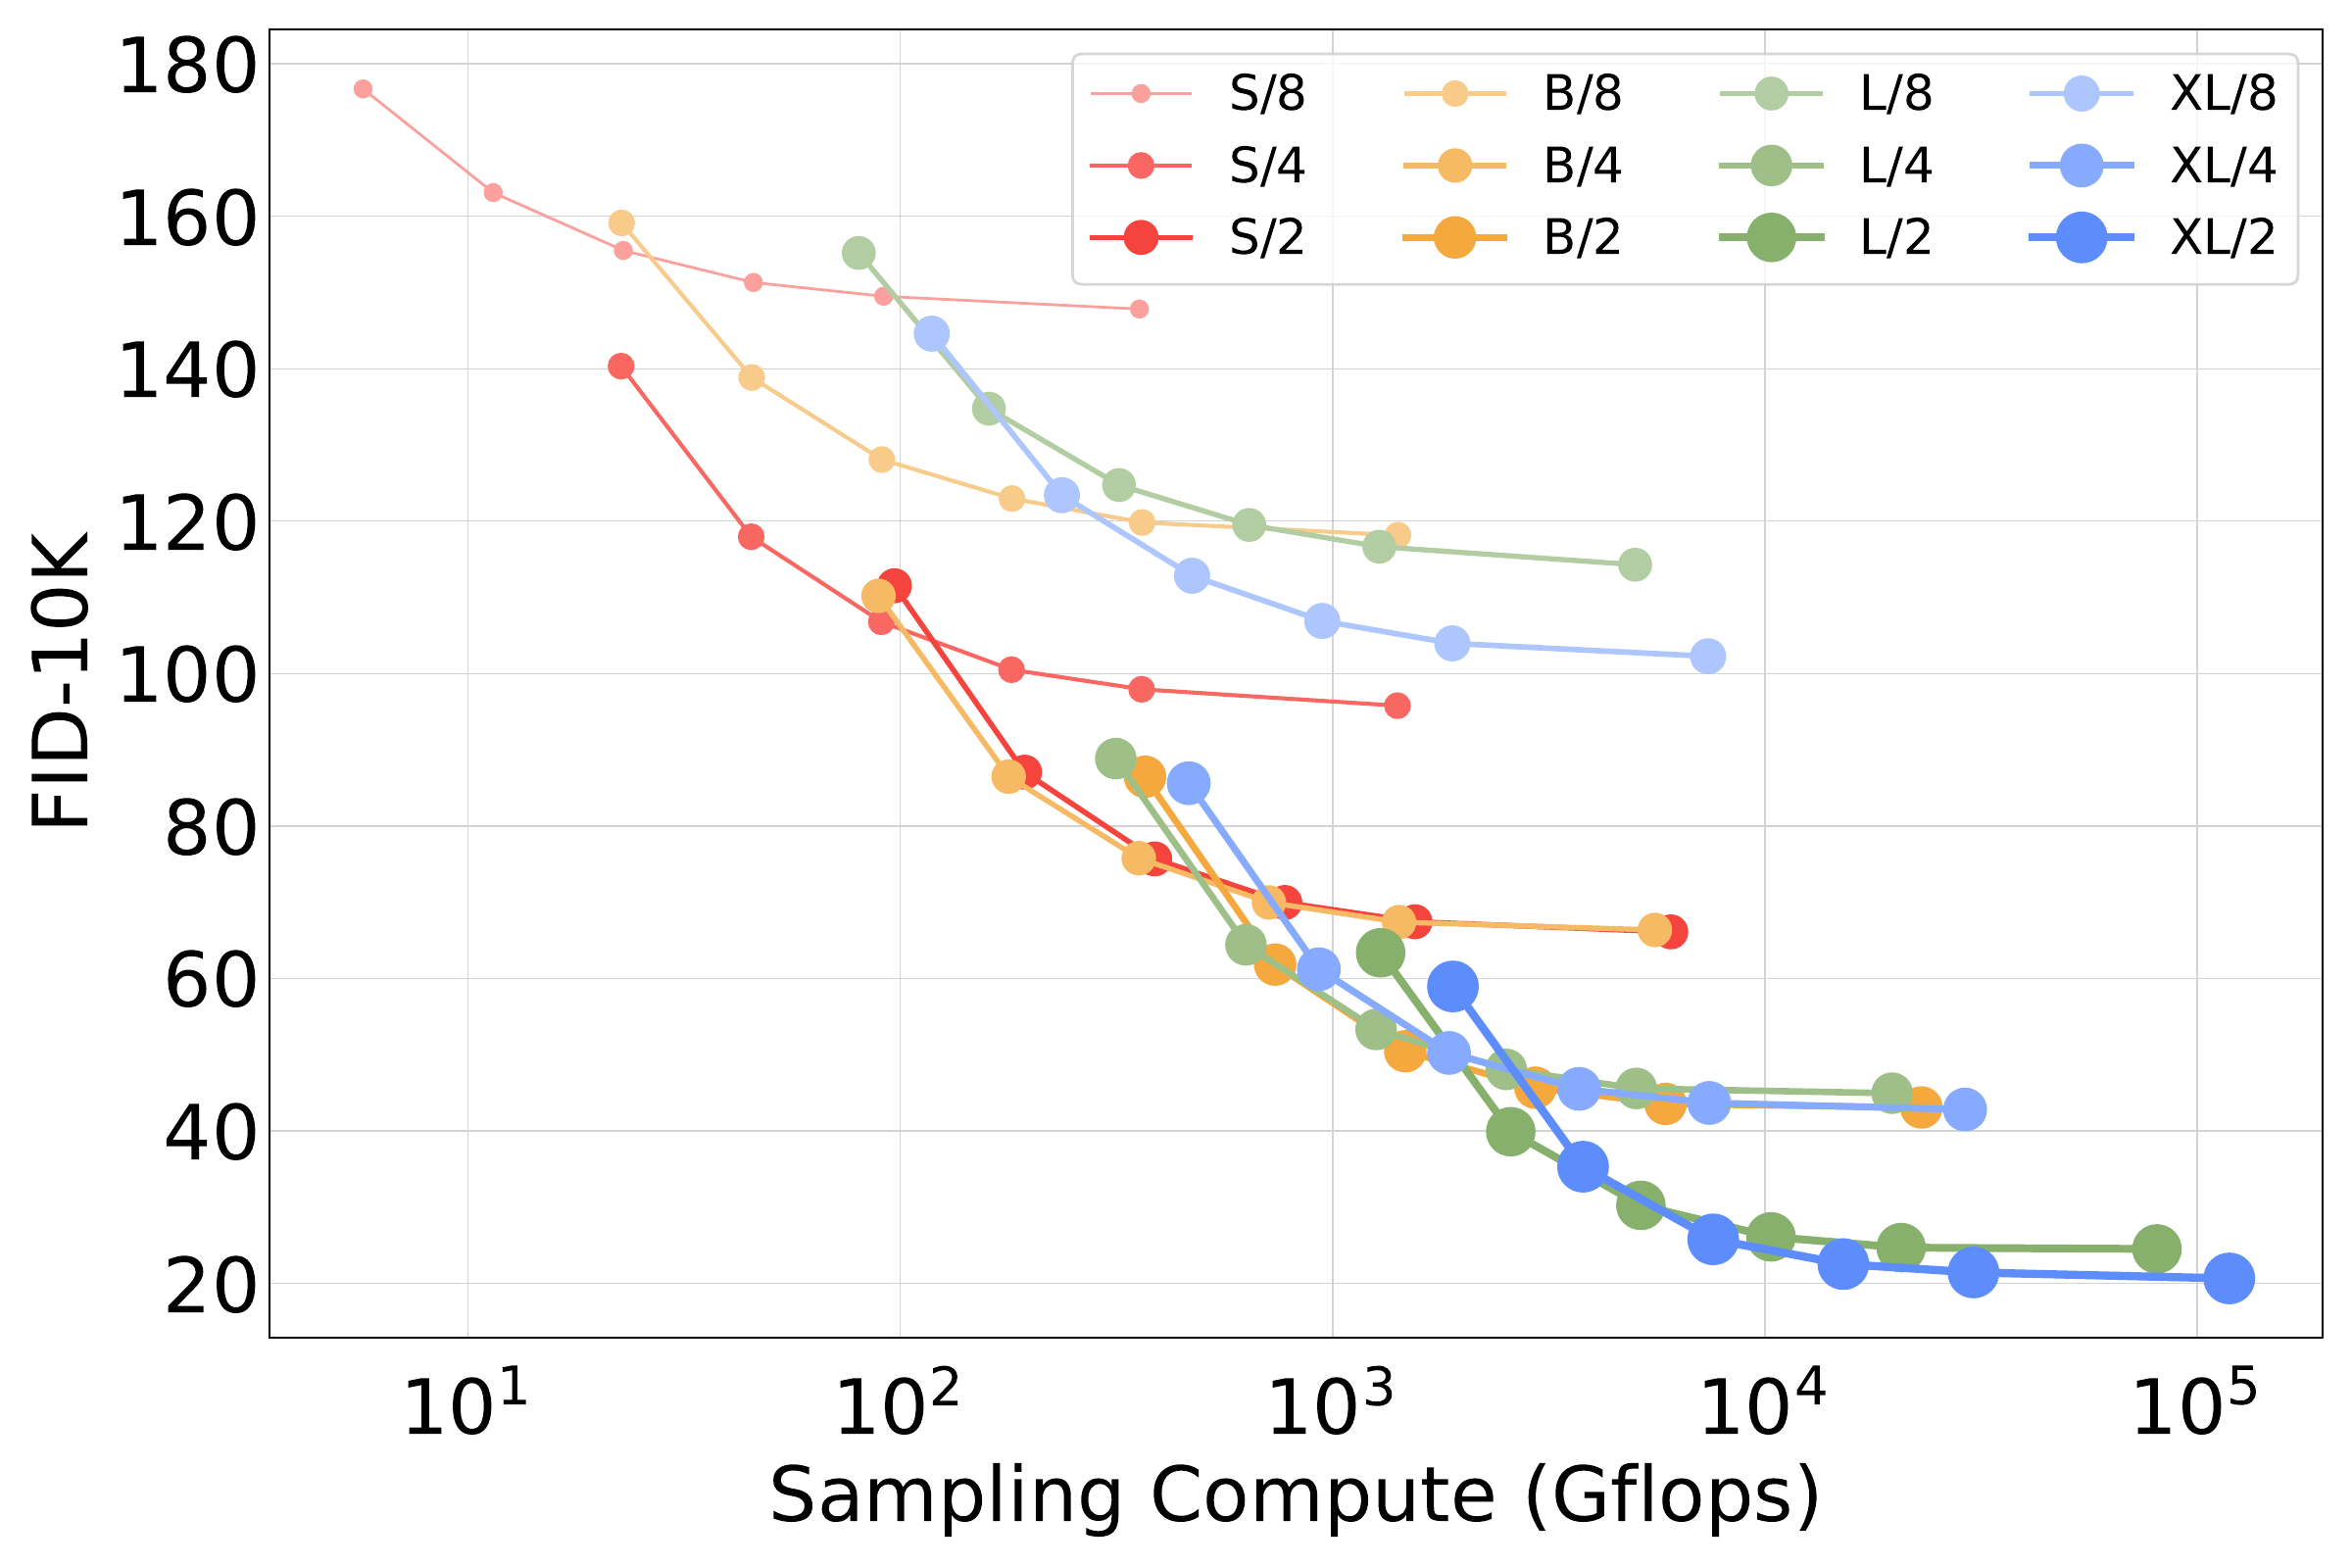 180
160
140
120
100
80
60
40
20
FID-10K
S/8 B/8 L/8 XL/8
S/4 B/4 L/4 XL/4
S/2 B/2 L/2 XL/2
10¹ 10² 10³ 10⁴ 10⁵
Sampling Compute (Gflops)